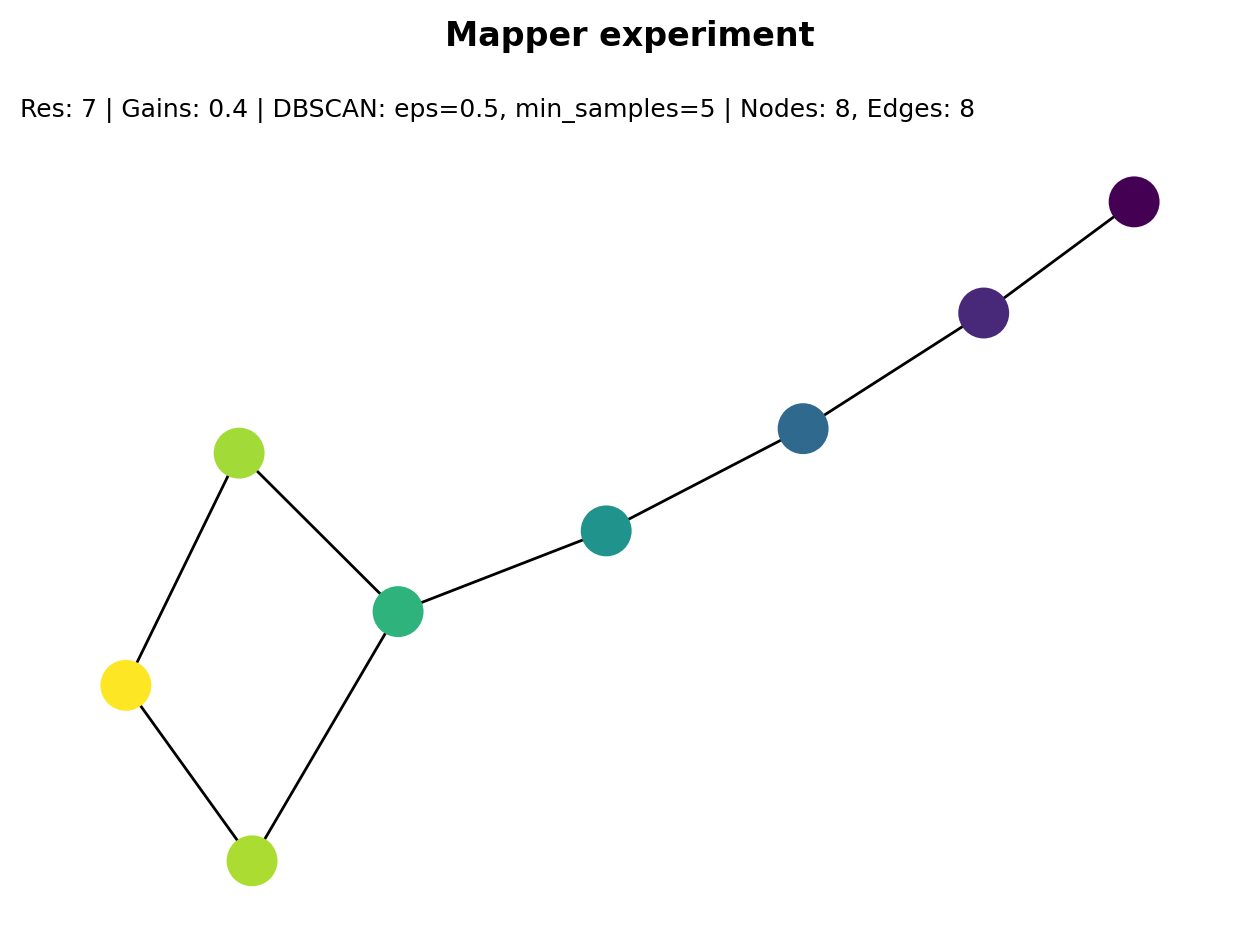 Mapper experiment
Res: 7 | Gains: 0.4 | DBSCAN: eps=0.5, min_samples=5 | Nodes: 8, Edges: 8